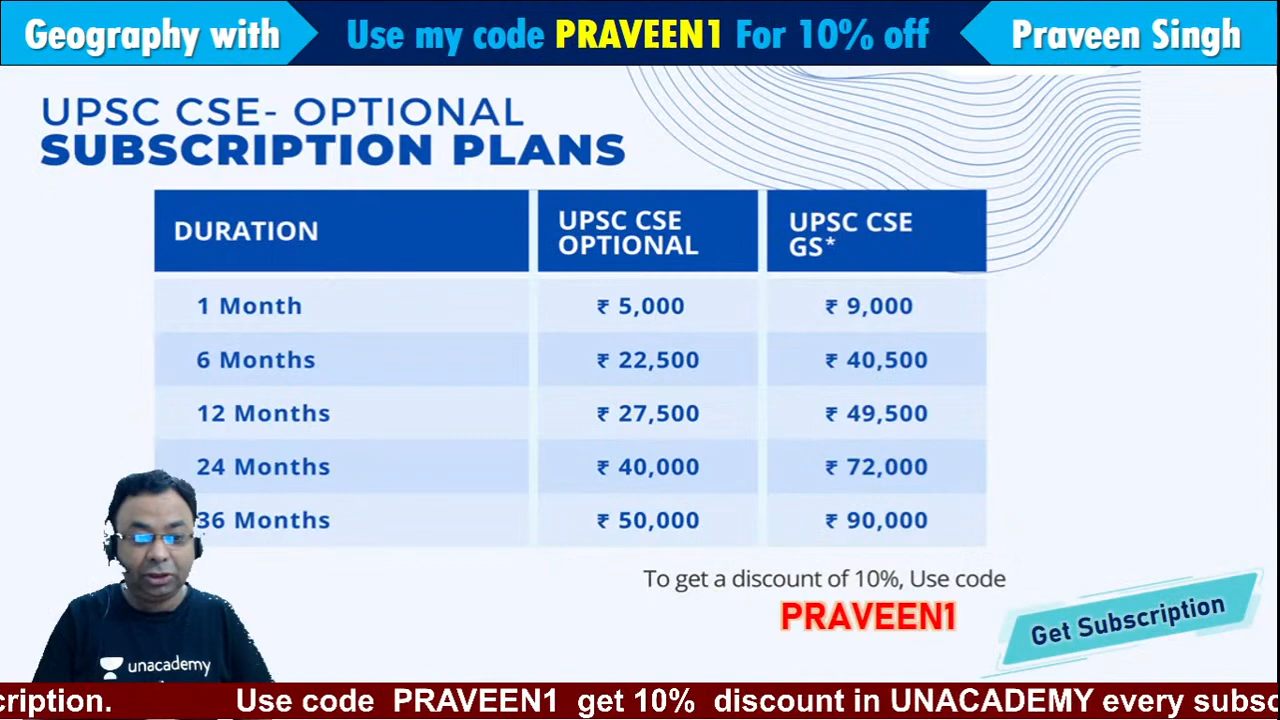 Geography with
Use my code PRAVEEN1 For 10% off
Praveen Singh
UPSC CSE- OPTIONAL
SUBSCRIPTION PLANS
DURATION
UPSC CSE
OPTIONAL
UPSC CSE
GS*
1 Month ₹ 5,000 ₹ 9,000
6 Months ₹ 22,500 ₹ 40,500
12 Months ₹ 27,500 ₹ 49,500
24 Months ₹ 40,000 ₹ 72,000
36 Months ₹ 50,000 ₹ 90,000
To get a discount of 10%, Use code
PRAVEEN1
Get Subscription
unacademy
cription. Use code PRAVEEN1 get 10% discount in UNACADEMY every subsc